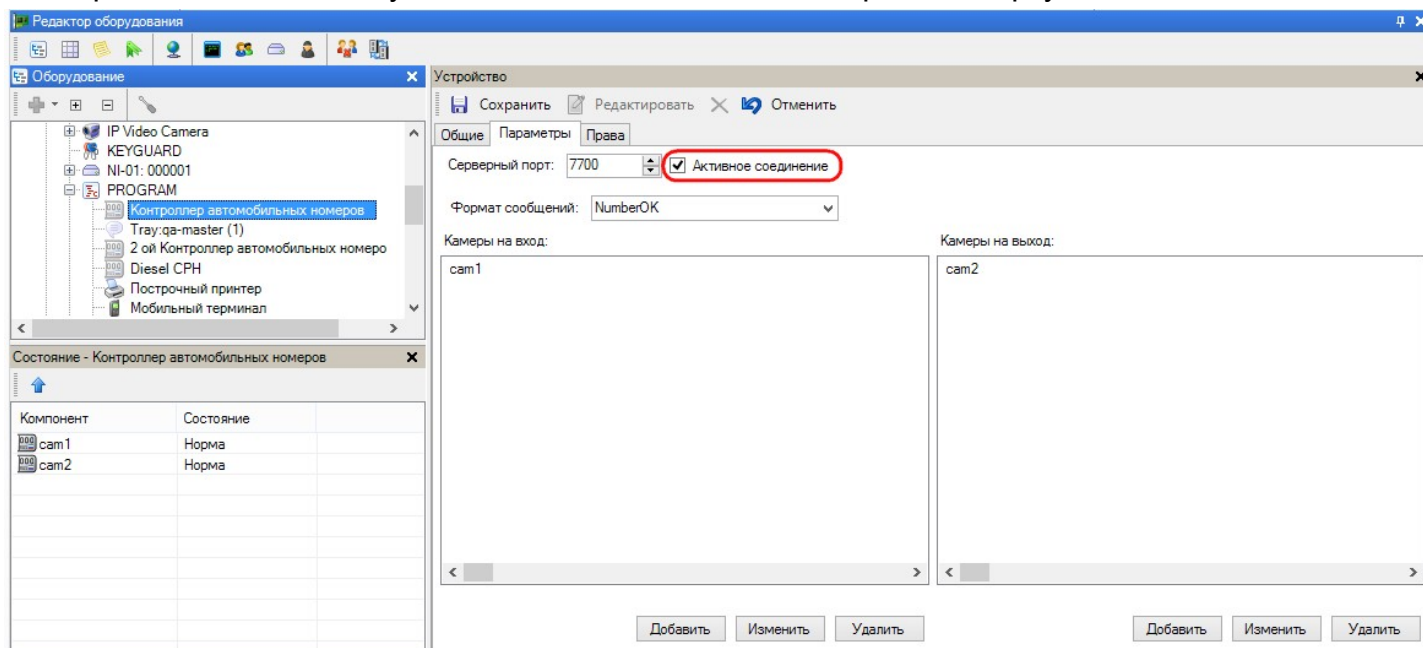 Редактор оборудования
Оборудование
IP Video Camera
KEYGUARD
NI-01: 000001
PROGRAM
Контроллер автомобильных номеров
Tray:qa-master (1)
2 ой Контроллер автомобильных номеро
Diesel CPH
Построчный принтер
Мобильный терминал
Состояние - Контроллер автомобильных номеров
Компонент Состояние
cam1 Норма
cam2 Норма
Устройство
Сохранить Редактировать Отменить
Общие Параметры Права
Серверный порт: 7700 Активное соединение
Формат сообщений: NumberOK
Камеры на вход: Камеры на выход:
cam1 cam2
Добавить Изменить Удалить Добавить Изменить Удалить